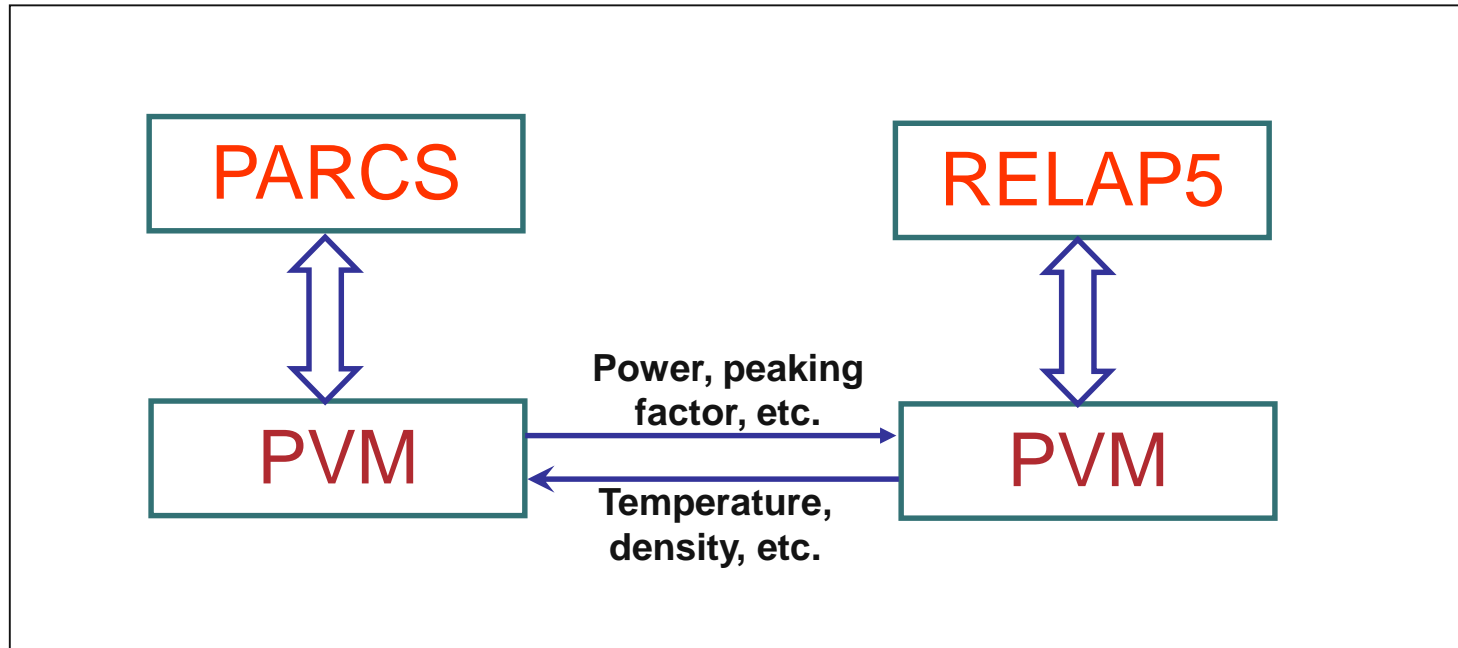 PARCS
RELAP5
Power, peaking
factor, etc.
PVM
PVM
Temperature,
density, etc.